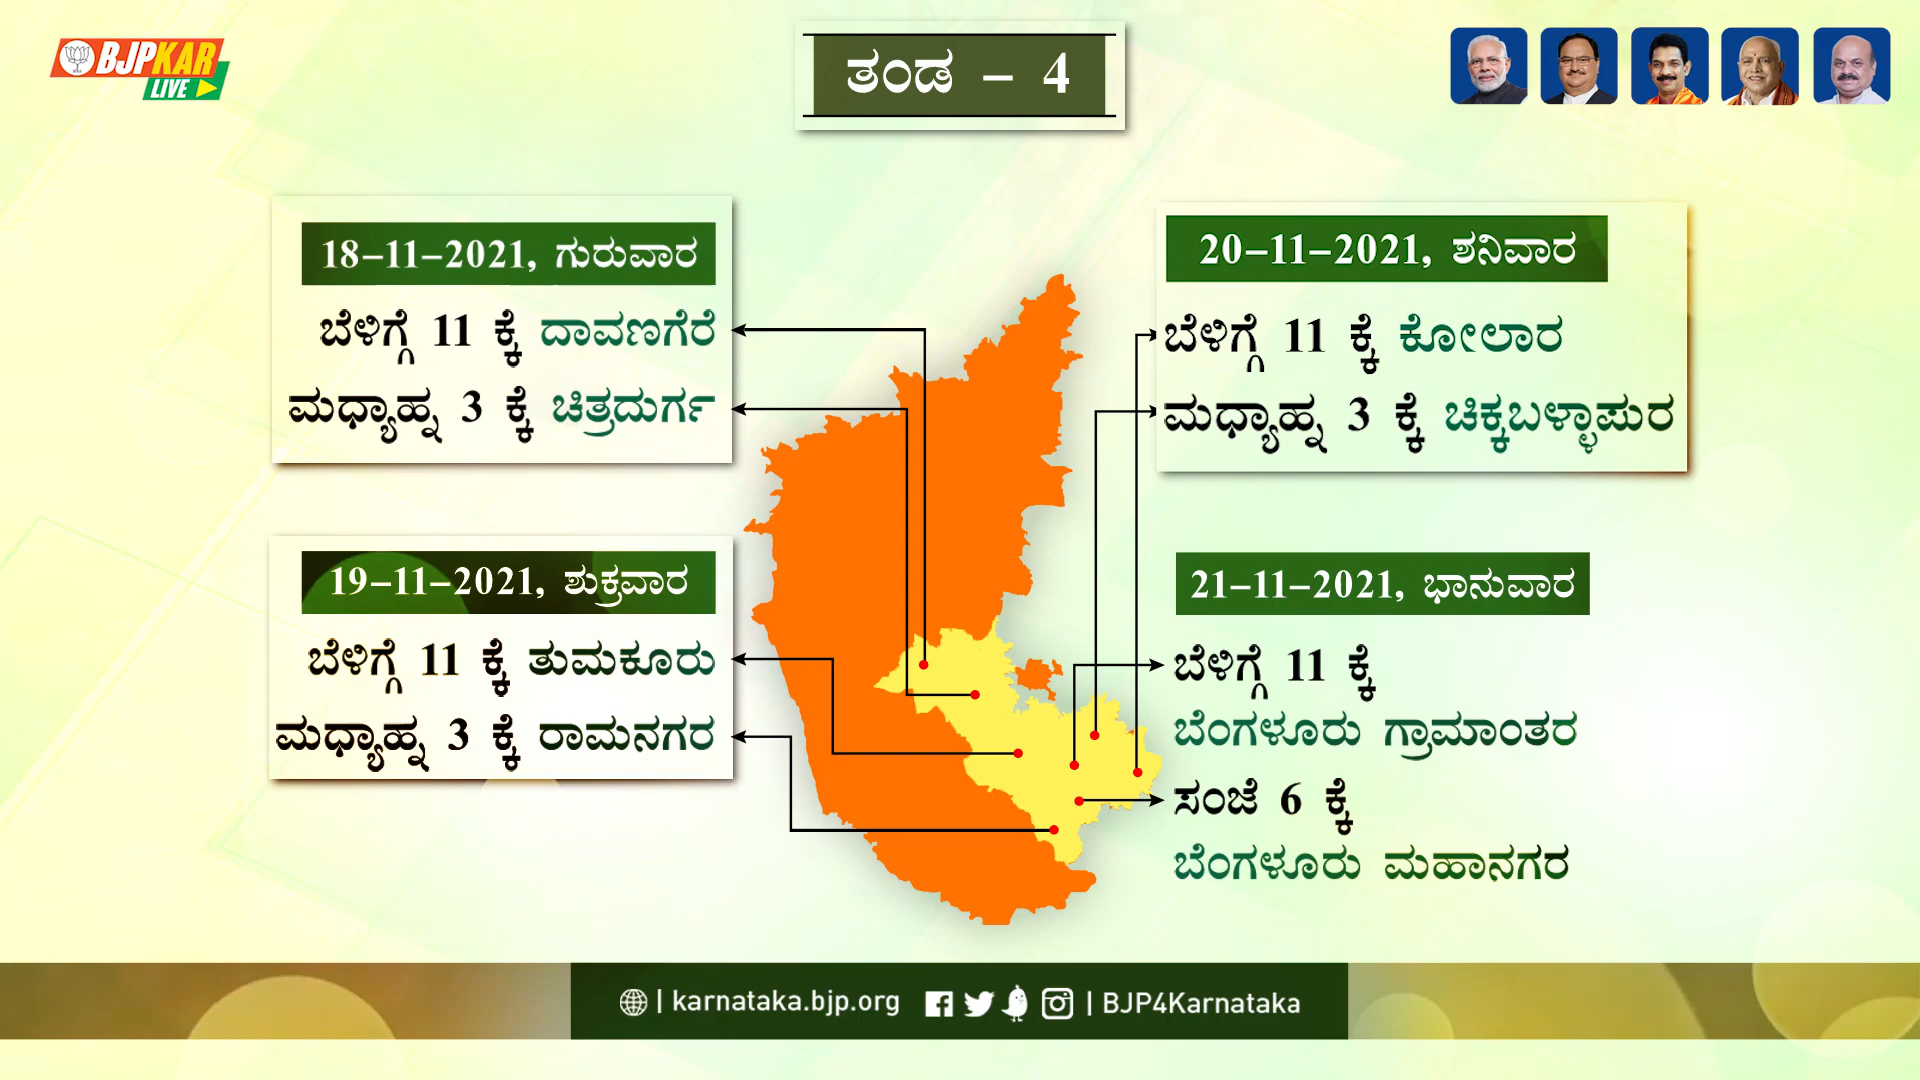 BJPKAR
LIVE
ತಂಡ – 4
18–11–2021, ಗುರುವಾರ
ಬೆಳಿಗ್ಗೆ 11 ಕ್ಕೆ ದಾವಣಗೆರೆ
ಮಧ್ಯಾಹ್ನ 3 ಕ್ಕೆ ಚಿತ್ರದುರ್ಗ
19–11–2021, ಶುಕ್ರವಾರ
ಬೆಳಿಗ್ಗೆ 11 ಕ್ಕೆ ತುಮಕೂರು
ಮಧ್ಯಾಹ್ನ 3 ಕ್ಕೆ ರಾಮನಗರ
20–11–2021, ಶನಿವಾರ
ಬೆಳಿಗ್ಗೆ 11 ಕ್ಕೆ ಕೋಲಾರ
ಮಧ್ಯಾಹ್ನ 3 ಕ್ಕೆ ಚಿಕ್ಕಬಳ್ಳಾಪುರ
21–11–2021, ಭಾನುವಾರ
ಬೆಳಿಗ್ಗೆ 11 ಕ್ಕೆ
ಬೆಂಗಳೂರು ಗ್ರಾಮಾಂತರ
ಸಂಜೆ 6 ಕ್ಕೆ
ಬೆಂಗಳೂರು ಮಹಾನಗರ
| karnataka.bjp.org | BJP4Karnataka